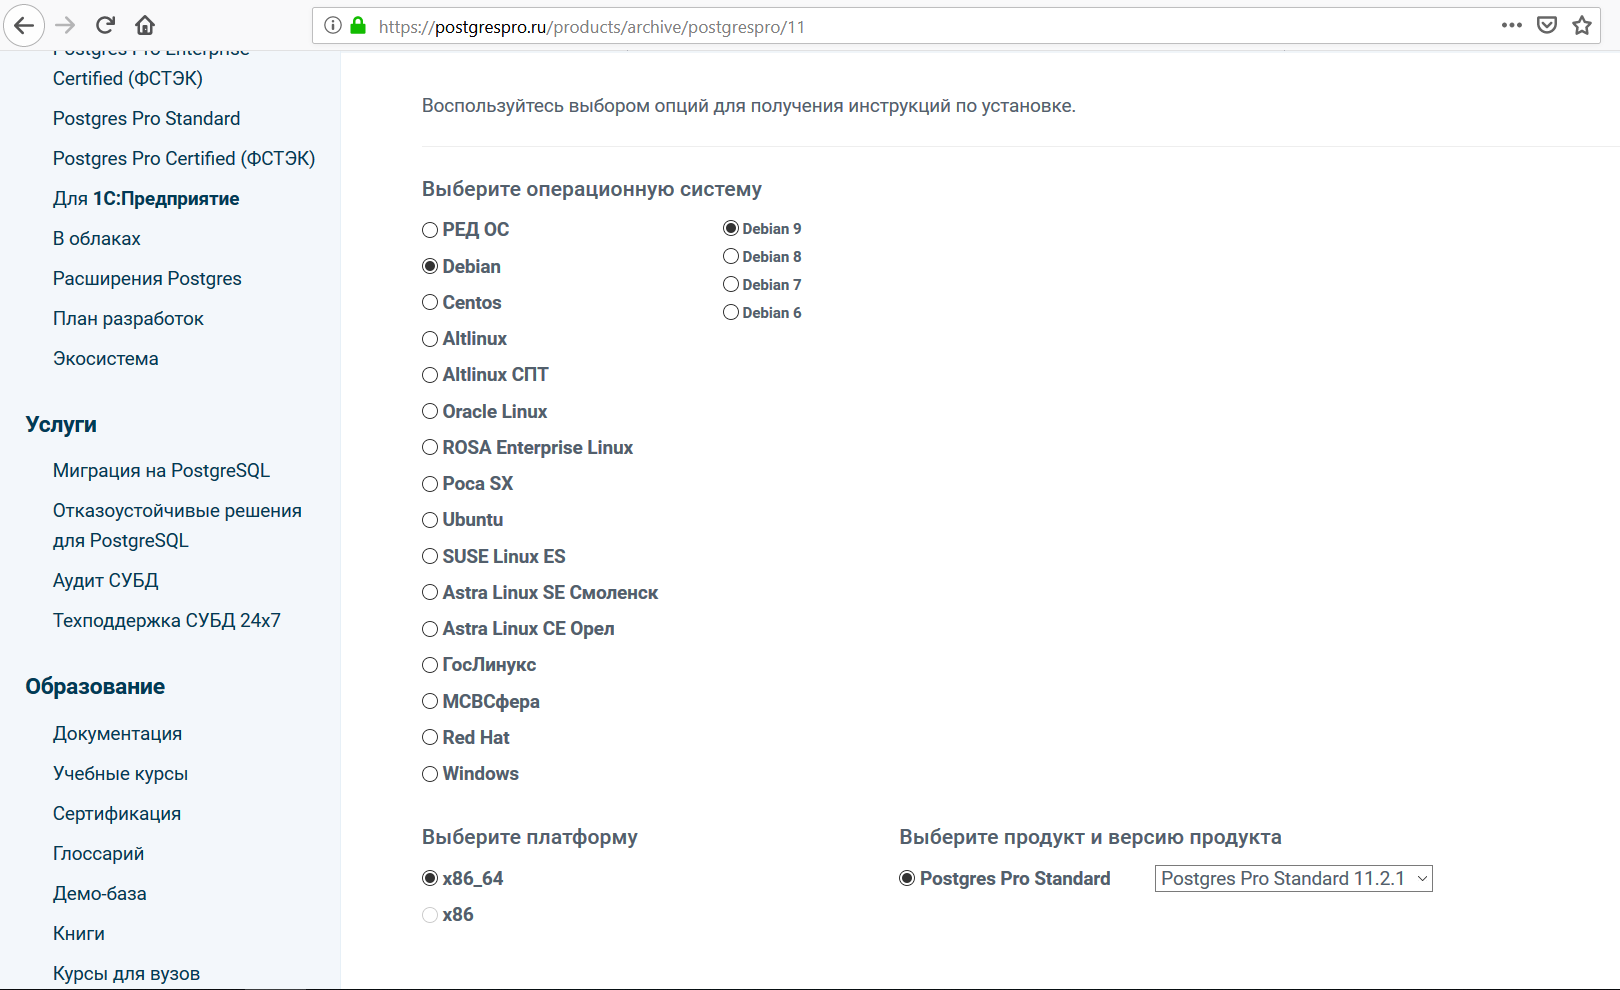 https://postgrespro.ru/products/archive/postgrespro/11
Postgres Pro Enterprise
Certified (ФСТЭК)
Postgres Pro Standard
Postgres Pro Certified (ФСТЭК)
Для 1С:Предприятие
В облаках
Расширения Postgres
План разработок
Экосистема
Услуги
Миграция на PostgreSQL
Отказоустойчивые решения
для PostgreSQL
Аудит СУБД
Техподдержка СУБД 24x7
Образование
Документация
Учебные курсы
Сертификация
Глоссарий
Демо-база
Книги
Курсы для вузов
Воспользуйтесь выбором опций для получения инструкций по установке.
Выберите операционную систему
РЕД ОС
Debian
Centos
Altlinux
Altlinux СПТ
Oracle Linux
ROSA Enterprise Linux
Роса SX
Ubuntu
SUSE Linux ES
Astra Linux SE Смоленск
Astra Linux CE Орел
ГосЛинукс
МСВСфера
Red Hat
Windows
Debian 9
Debian 8
Debian 7
Debian 6
Выберите платформу
x86_64
x86
Выберите продукт и версию продукта
Postgres Pro Standard
Postgres Pro Standard 11.2.1